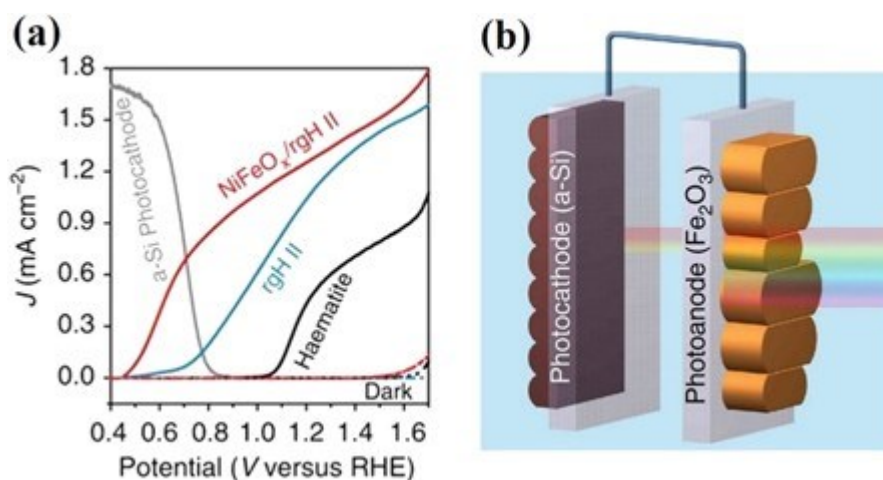 (a)
1.8
1.5
1.2
0.9
0.6
0.3
0.0
J (mA cm⁻²)
a-Si Photocathode
NiFeOₓ/rgH II
rgH II
Haematite
Dark
0.4 0.6 0.8 1.0 1.2 1.4 1.6
Potential (V versus RHE)
(b)
Photocathode (a-Si)
Photoanode (Fe₂O₃)